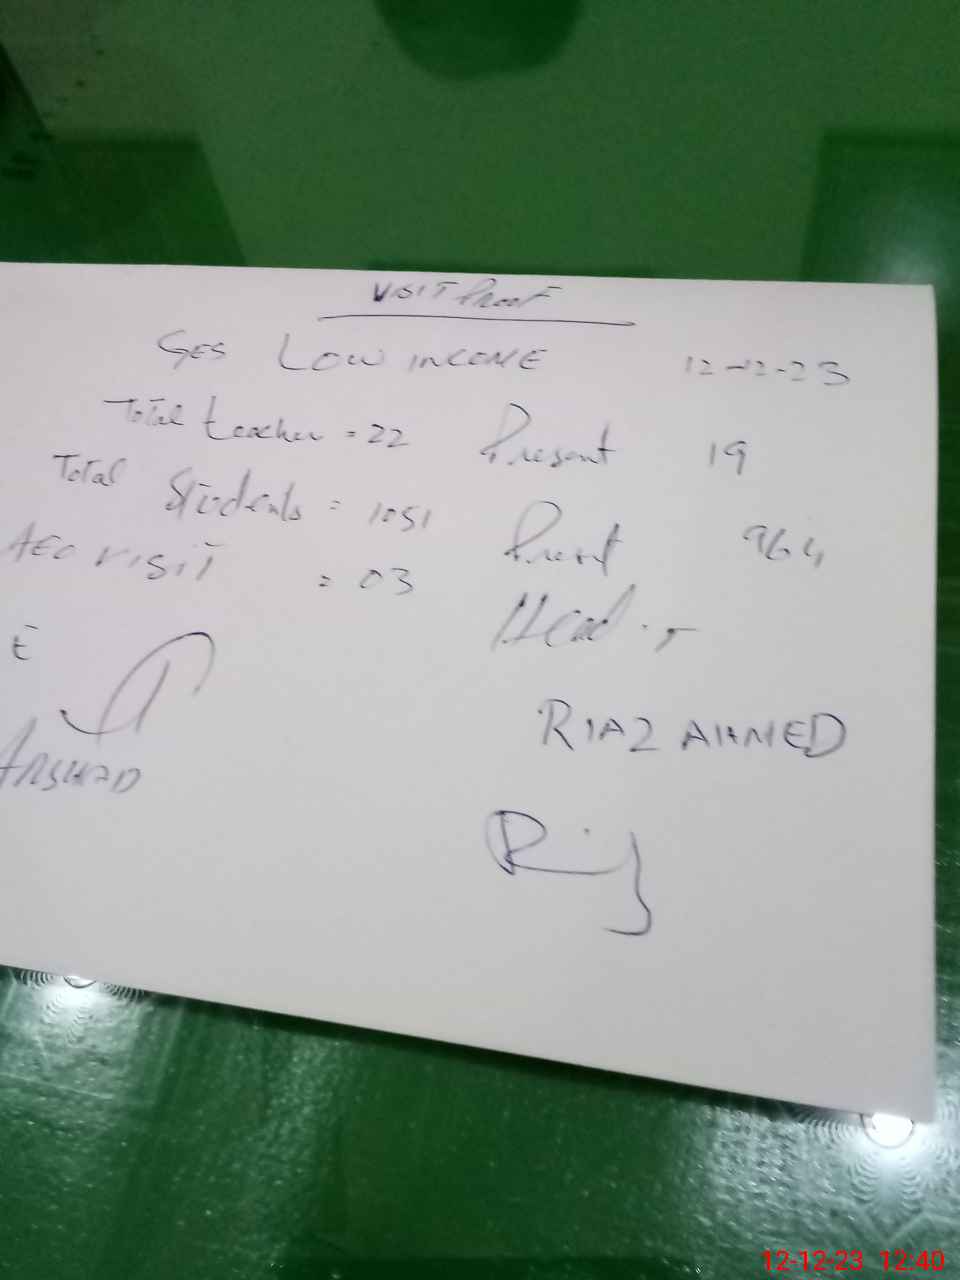 VISIT Proof
GES LOW INCOME 12-12-23
Total teacher = 22 Present 19
Total Students = 1051 Present 964
AEO VISIT = 03
Head
E
RIAZ AHMED
ARSHAD
12-12-23 12:40